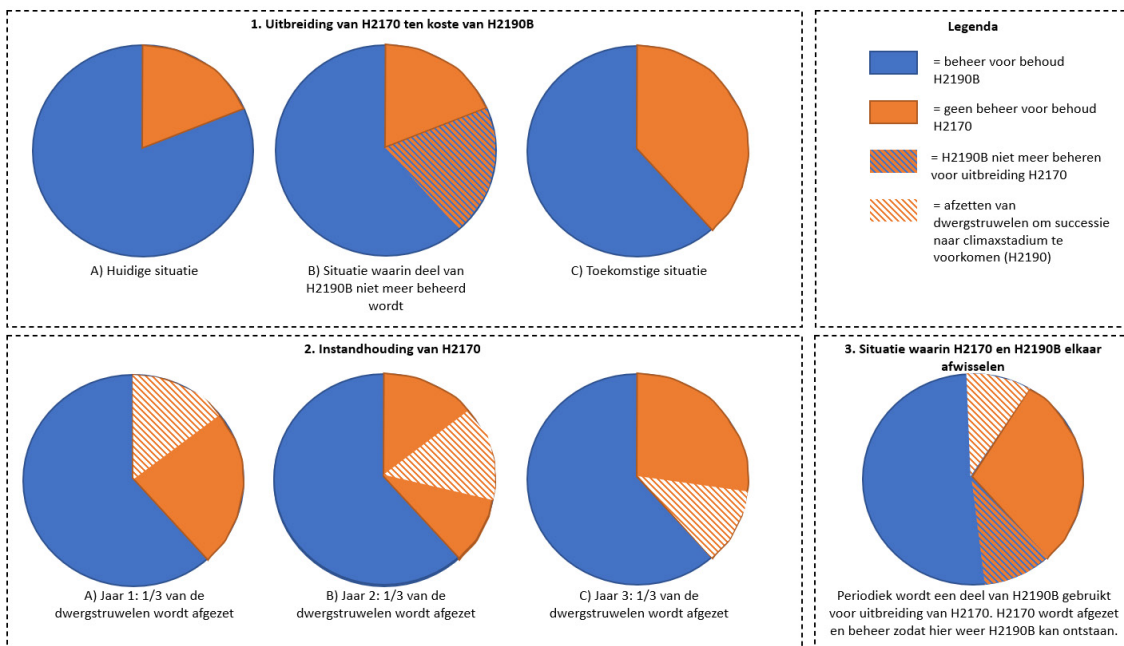 1. Uitbreiding van H2170 ten koste van H2190B
A) Huidige situatie
B) Situatie waarin deel van
H2190B niet meer beheerd
wordt
C) Toekomstige situatie
Legenda
= beheer voor behoud
H2190B
= geen beheer voor behoud
H2170
= H2190B niet meer beheren
voor uitbreiding H2170
= afzetten van
dwergstruwelen om successie
naar climaxstadium te
voorkomen (H2190)
2. Instandhouding van H2170
A) Jaar 1: 1/3 van de
dwergstruwelen wordt afgezet
B) Jaar 2: 1/3 van de
dwergstruwelen wordt afgezet
C) Jaar 3: 1/3 van de
dwergstruwelen wordt afgezet
3. Situatie waarin H2170 en H2190B elkaar
afwisselen
Periodiek wordt een deel van H2190B gebruikt
voor uitbreiding van H2170. H2170 wordt afgezet
en beheer zodat hier weer H2190B kan ontstaan.